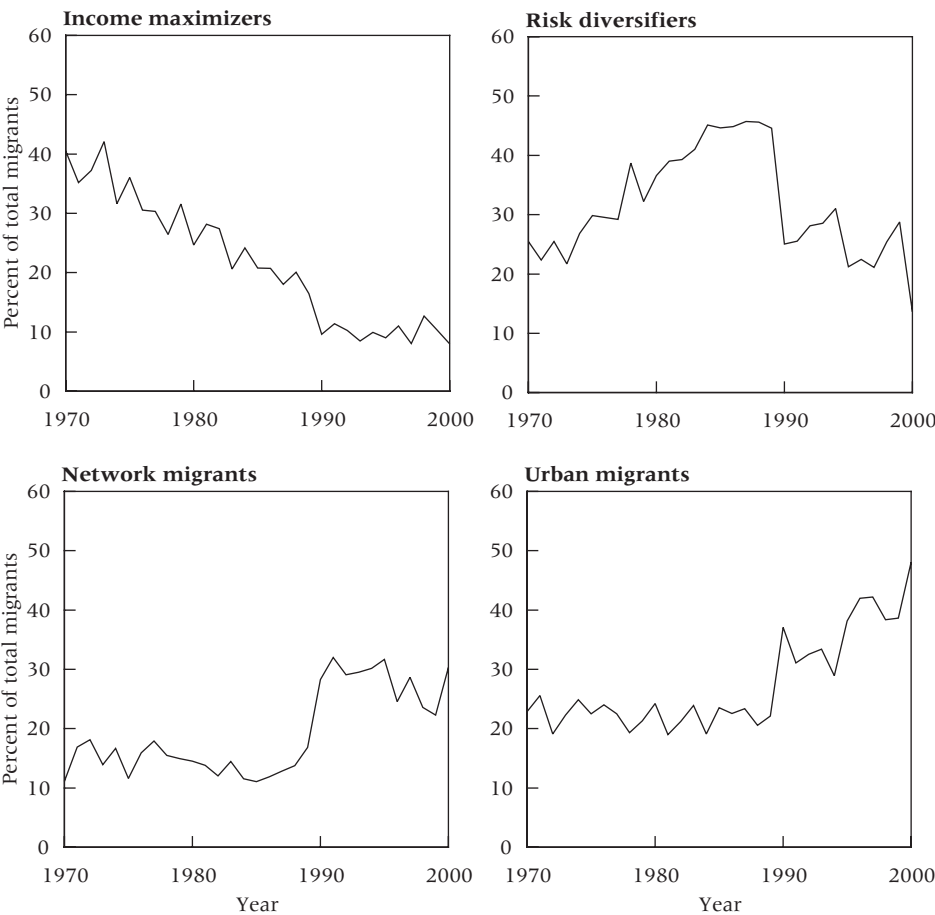 Income maximizers
Percent of total migrants
60
50
40
30
20
10
0
1970 1980 1990 2000
Risk diversifiers
60
50
40
30
20
10
0
1970 1980 1990 2000
Network migrants
Percent of total migrants
60
50
40
30
20
10
0
1970 1980 1990 2000
Year
Urban migrants
60
50
40
30
20
10
0
1970 1980 1990 2000
Year